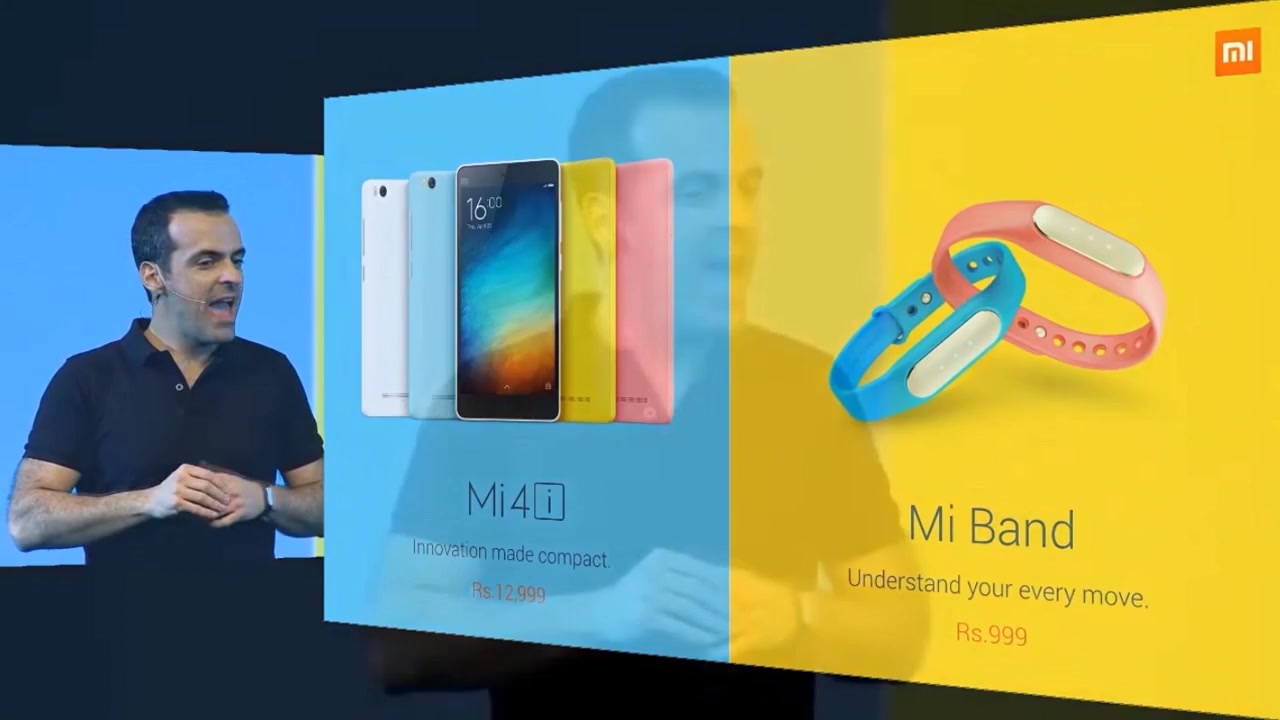 mi
16:00
Mi4i
Innovation made compact.
Rs.12,999
Mi Band
Understand your every move.
Rs.999